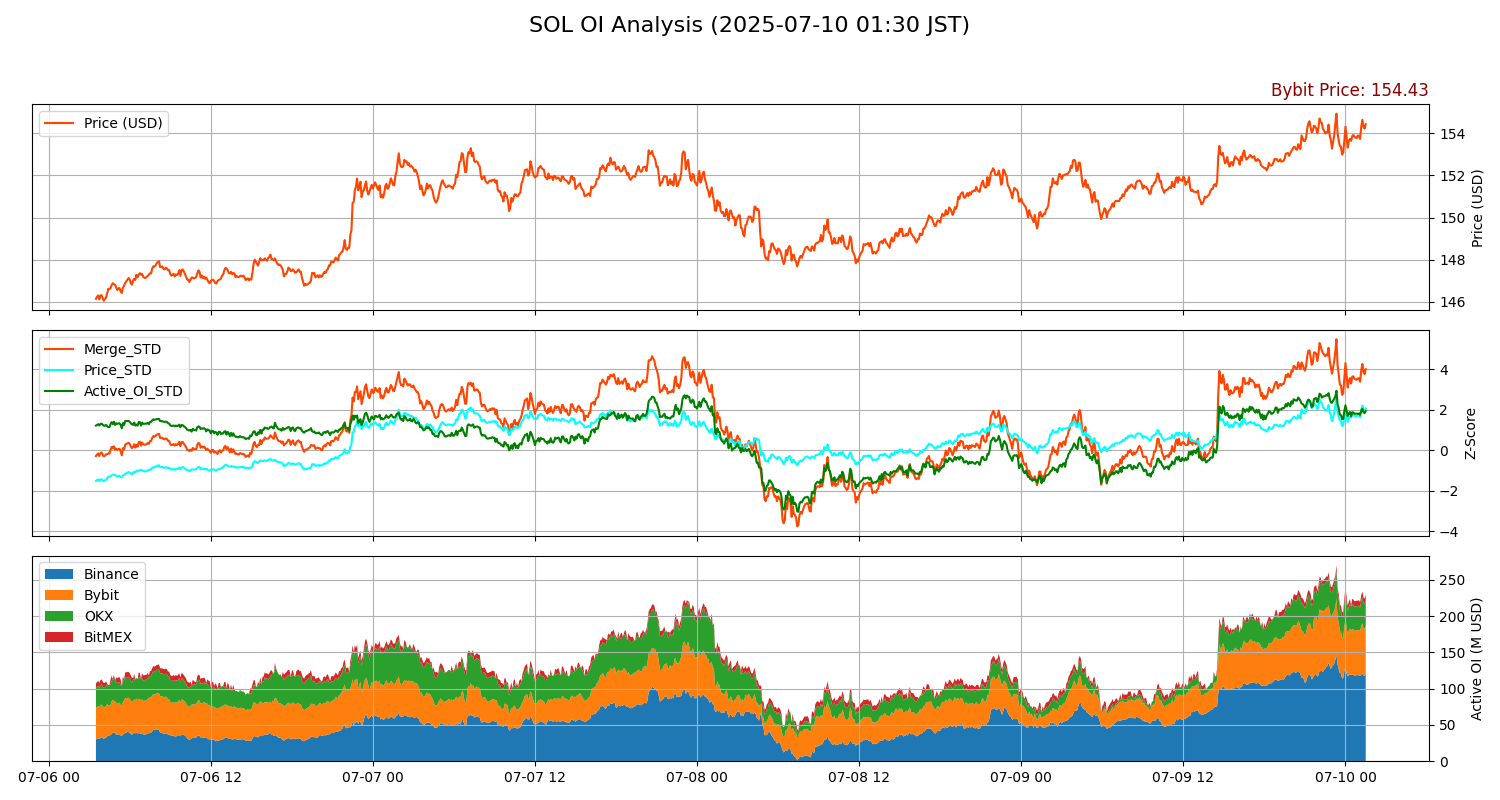 SOL OI Analysis (2025-07-10 01:30 JST)
Bybit Price: 154.43
Price (USD)
154
152
150
148
146
Price (USD)
Merge_STD
Price_STD
Active_OI_STD
4
2
0
−2
−4
Z-Score
Binance
Bybit
OKX
BitMEX
250
200
150
100
50
0
Active OI (M USD)
07-06 00
07-06 12
07-07 00
07-07 12
07-08 00
07-08 12
07-09 00
07-09 12
07-10 00